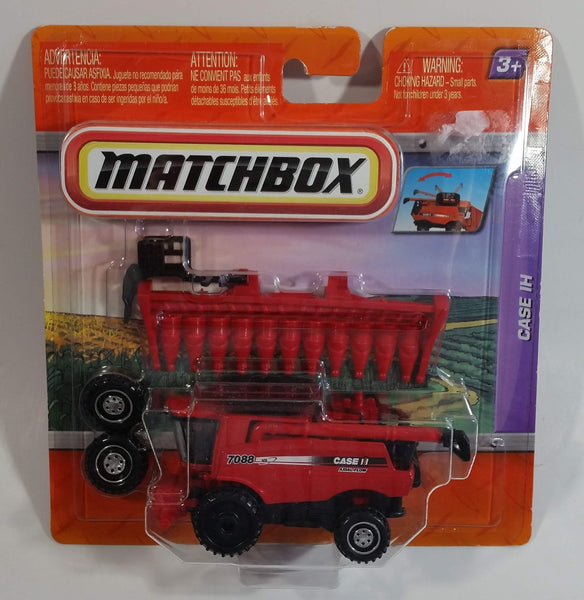 ADVERTENCIA:
PUEDE CAUSAR ASFIXIA. Juguete no recomendado para
menores de 3 años. Contiene piezas pequeñas que podrían
provocar asfixia en caso de ser ingeridas por el niño/a.
ATTENTION:
NE CONVIENT PAS aux enfants
de moins de 36 mois. Petits éléments
détachables susceptibles d'être
WARNING:
CHOKING HAZARD – Small parts.
Not for children under 3 years.
3+
MATCHBOX®
CASE IH
7088
CASE IH
AXIAL-FLOW